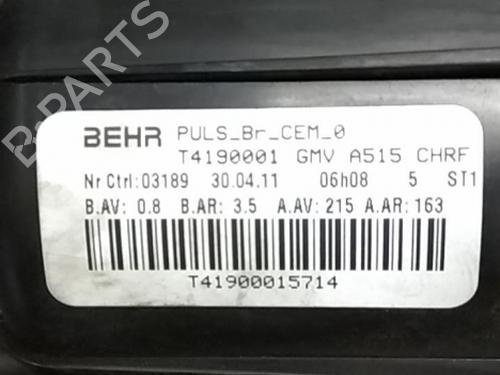 B-PARTS
BEHR PULS_Br_CEM_0
T4190001 GMV A515 CHRF
Nr Ctrl:03189 30.04.11 06h08 5 ST1
B.AV: 0.8 B.AR: 3.5 A.AV: 215 A.AR: 163
T41900015714